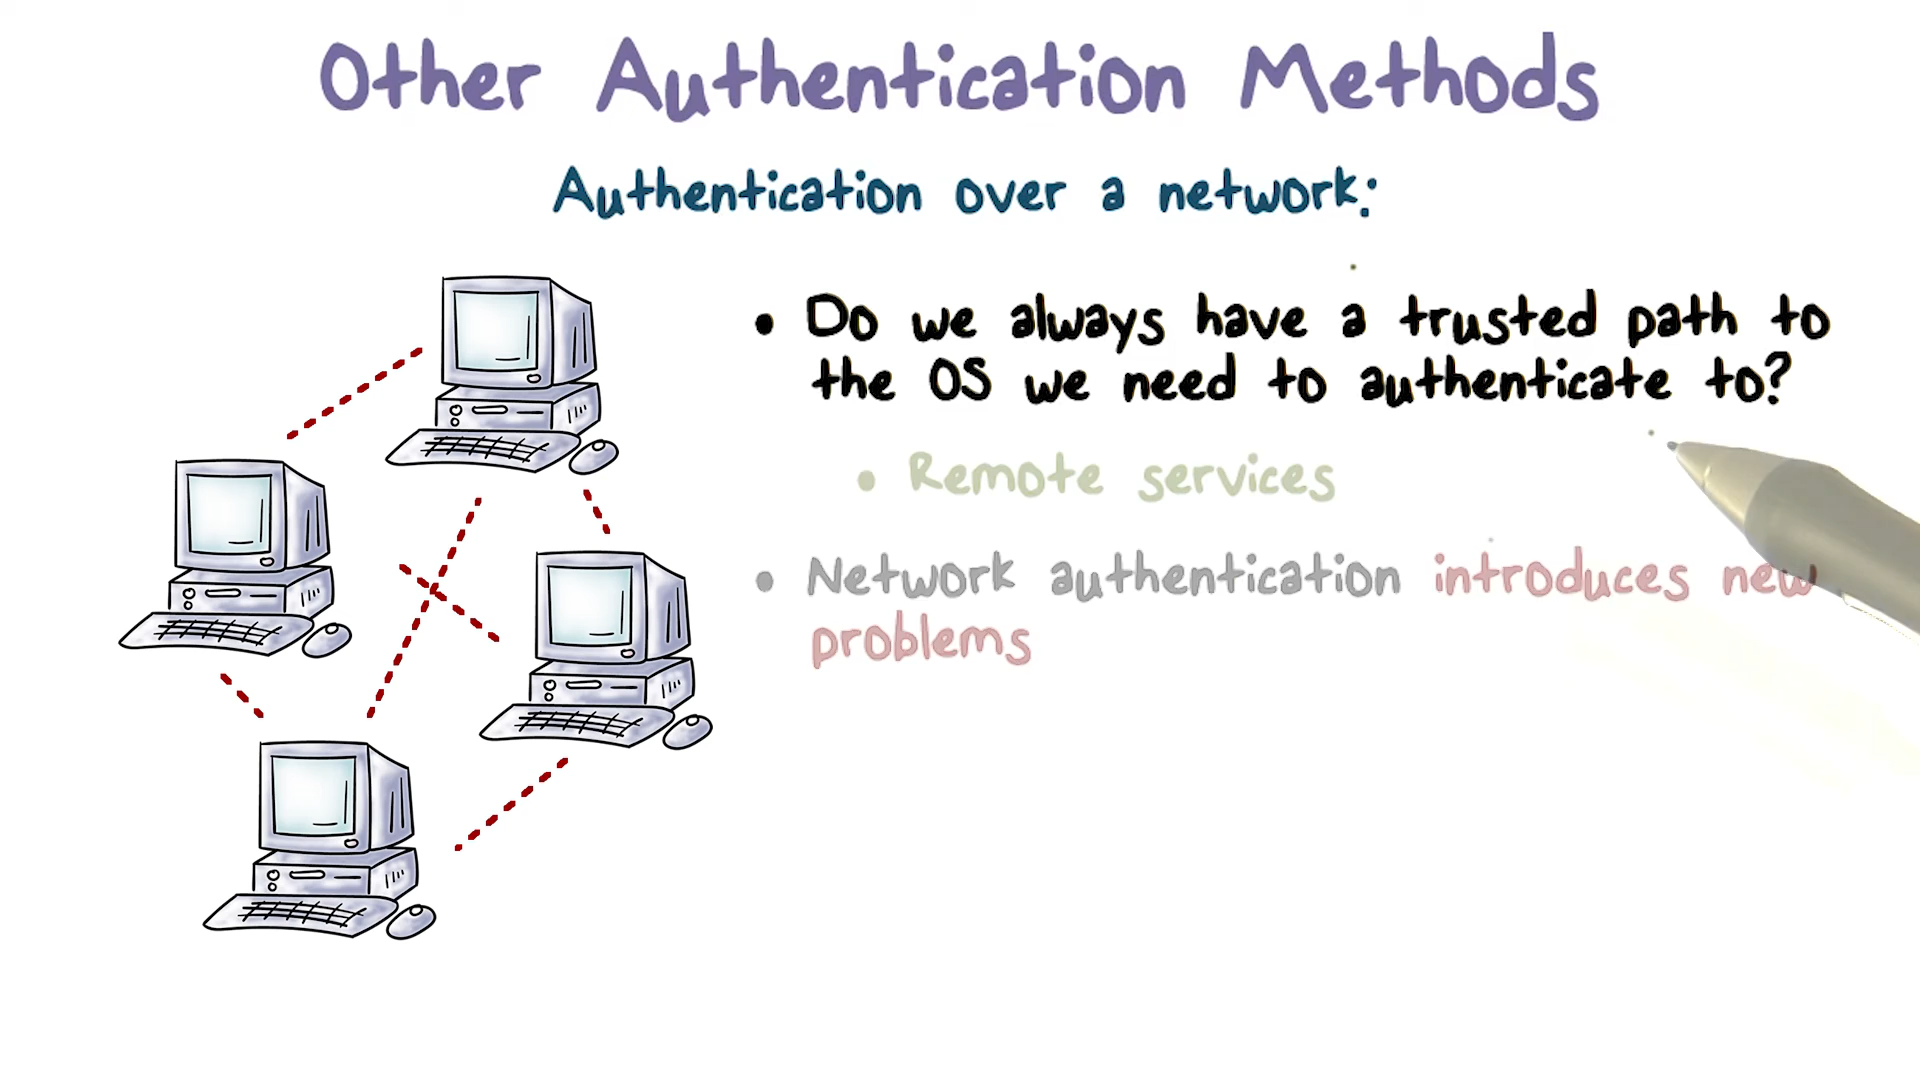 Other Authentication Methods
Authentication over a network:
• Do we always have a trusted path to
the OS we need to authenticate to?
• Remote services
• Network authentication introduces new
problems